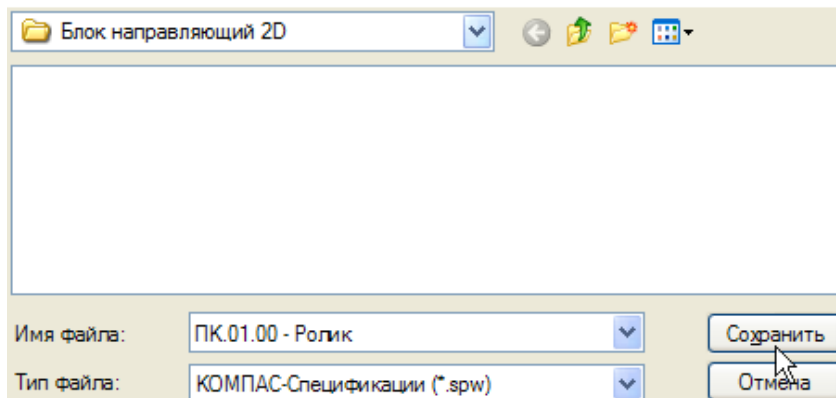 Блок направляющий 2D
Имя файла:
ПК.01.00 - Ролик
Сохранить
Тип файла:
КОМПАС-Спецификации (*.spw)
Отмена